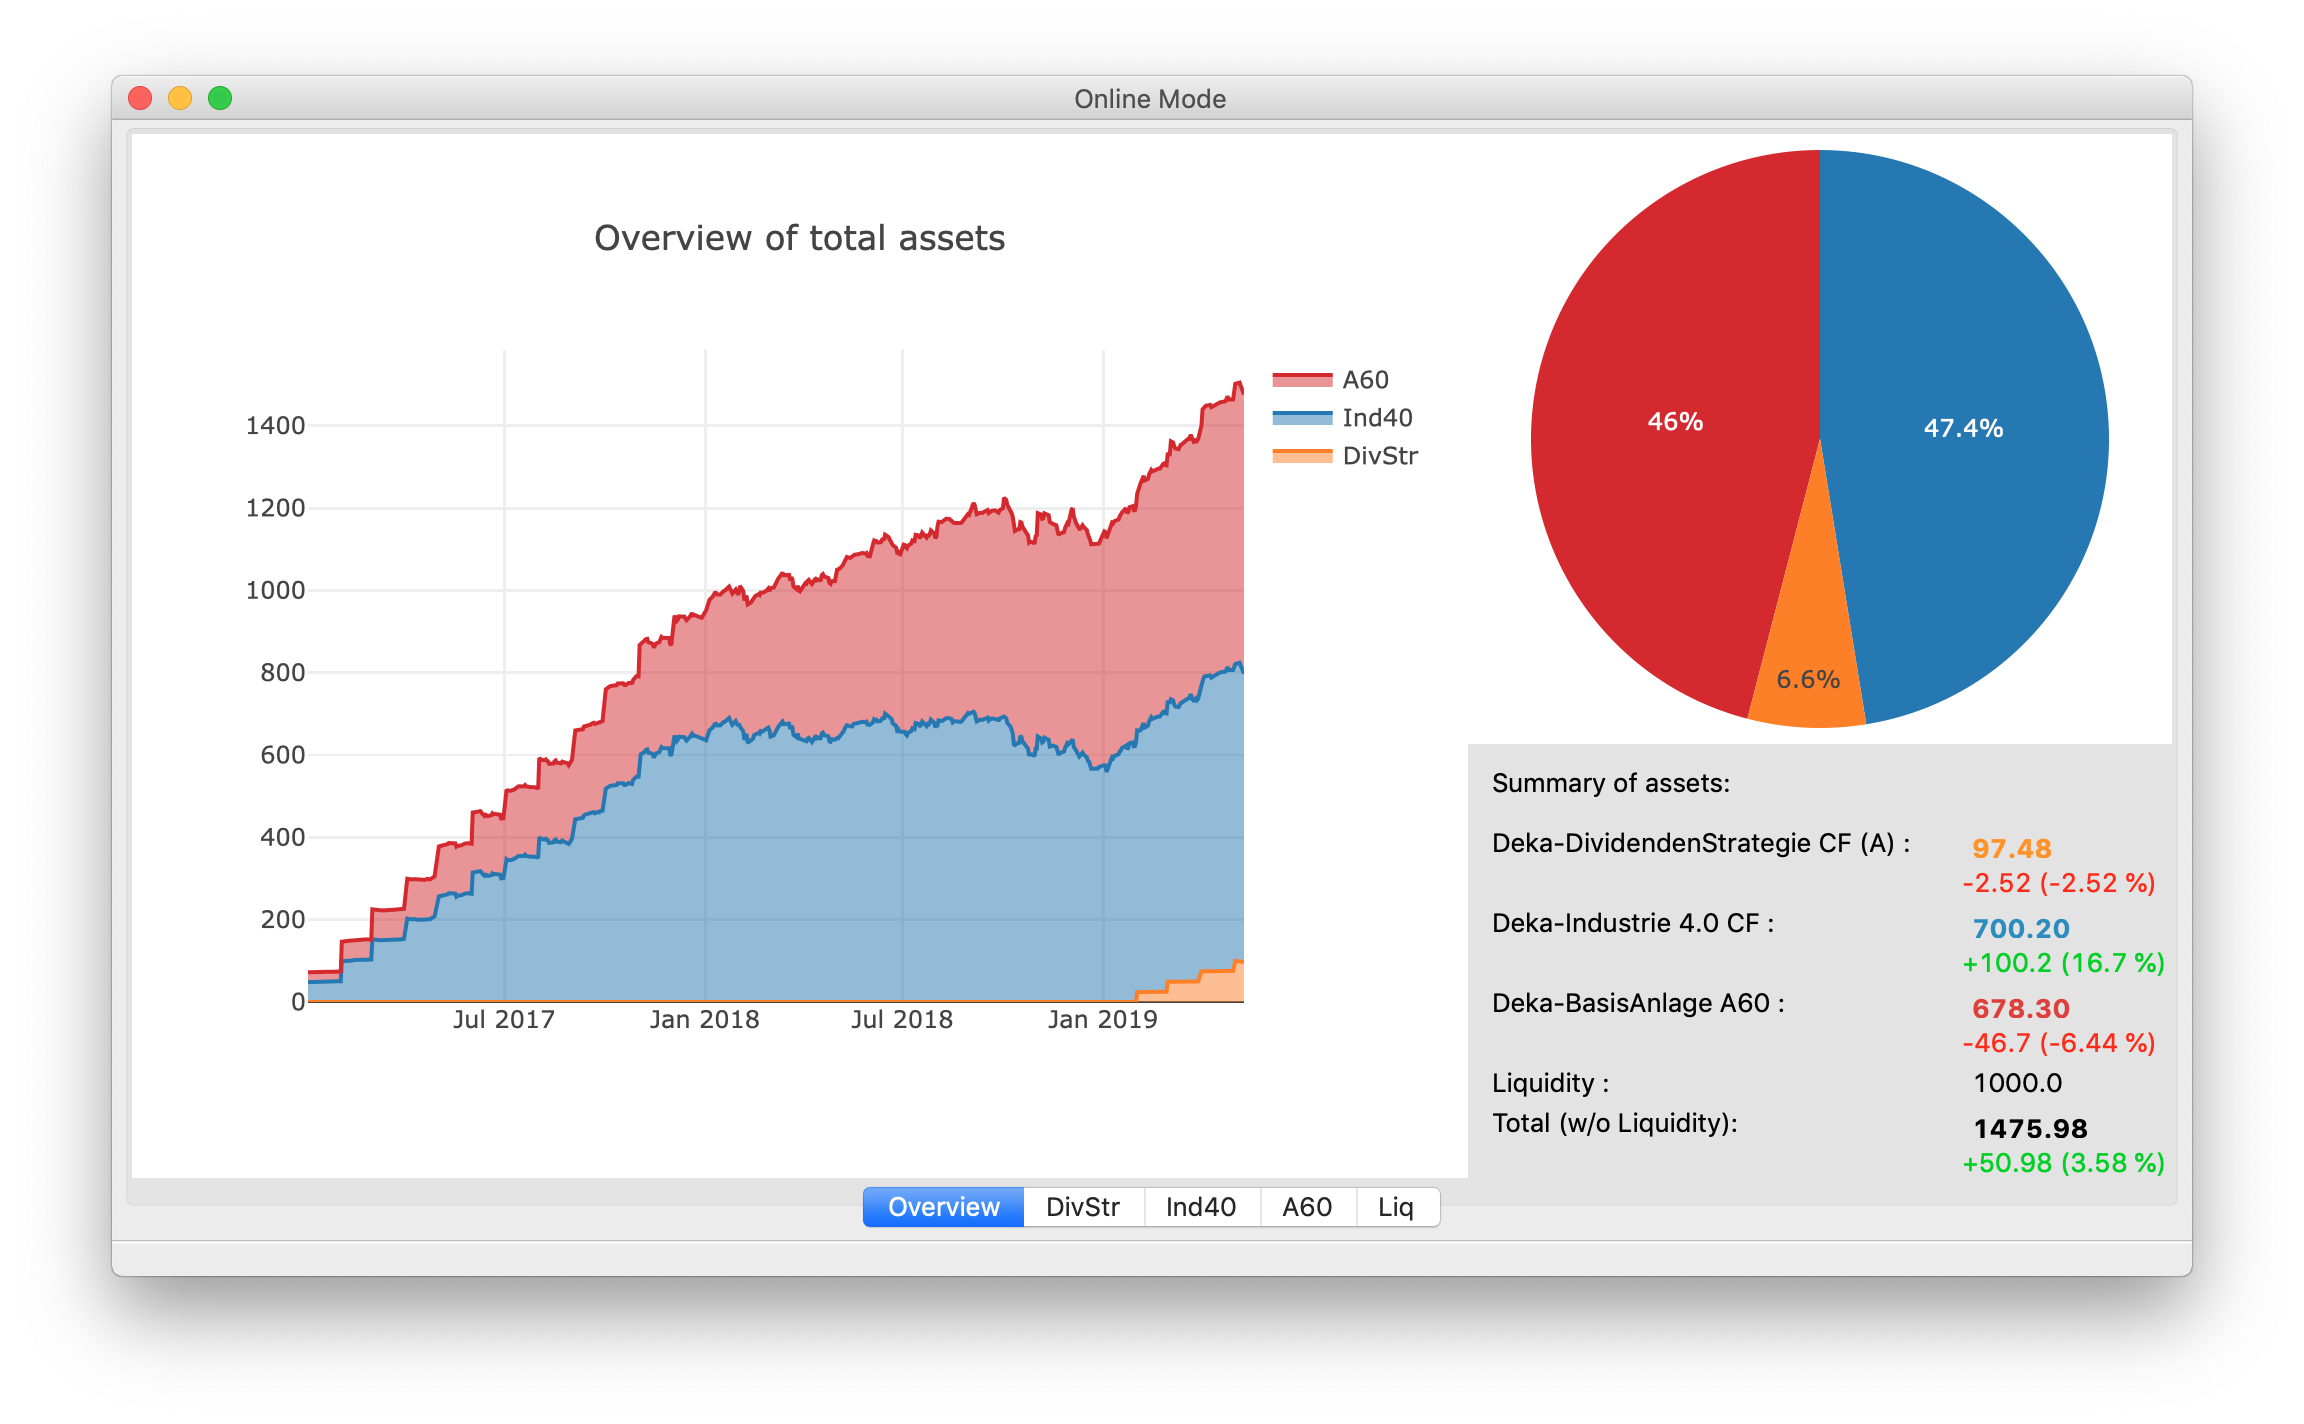 Online Mode
Overview of total assets
1400
1200
1000
800
600
400
200
0
Jul 2017
Jan 2018
Jul 2018
Jan 2019
A60
Ind40
DivStr
46%
47.4%
6.6%
Summary of assets:
Deka-DividendenStrategie CF (A) :
97.48
-2.52 (-2.52 %)
Deka-Industrie 4.0 CF :
700.20
+100.2 (16.7 %)
Deka-BasisAnlage A60 :
678.30
-46.7 (-6.44 %)
Liquidity :
1000.0
Total (w/o Liquidity):
1475.98
+50.98 (3.58 %)
Overview
DivStr
Ind40
A60
Liq